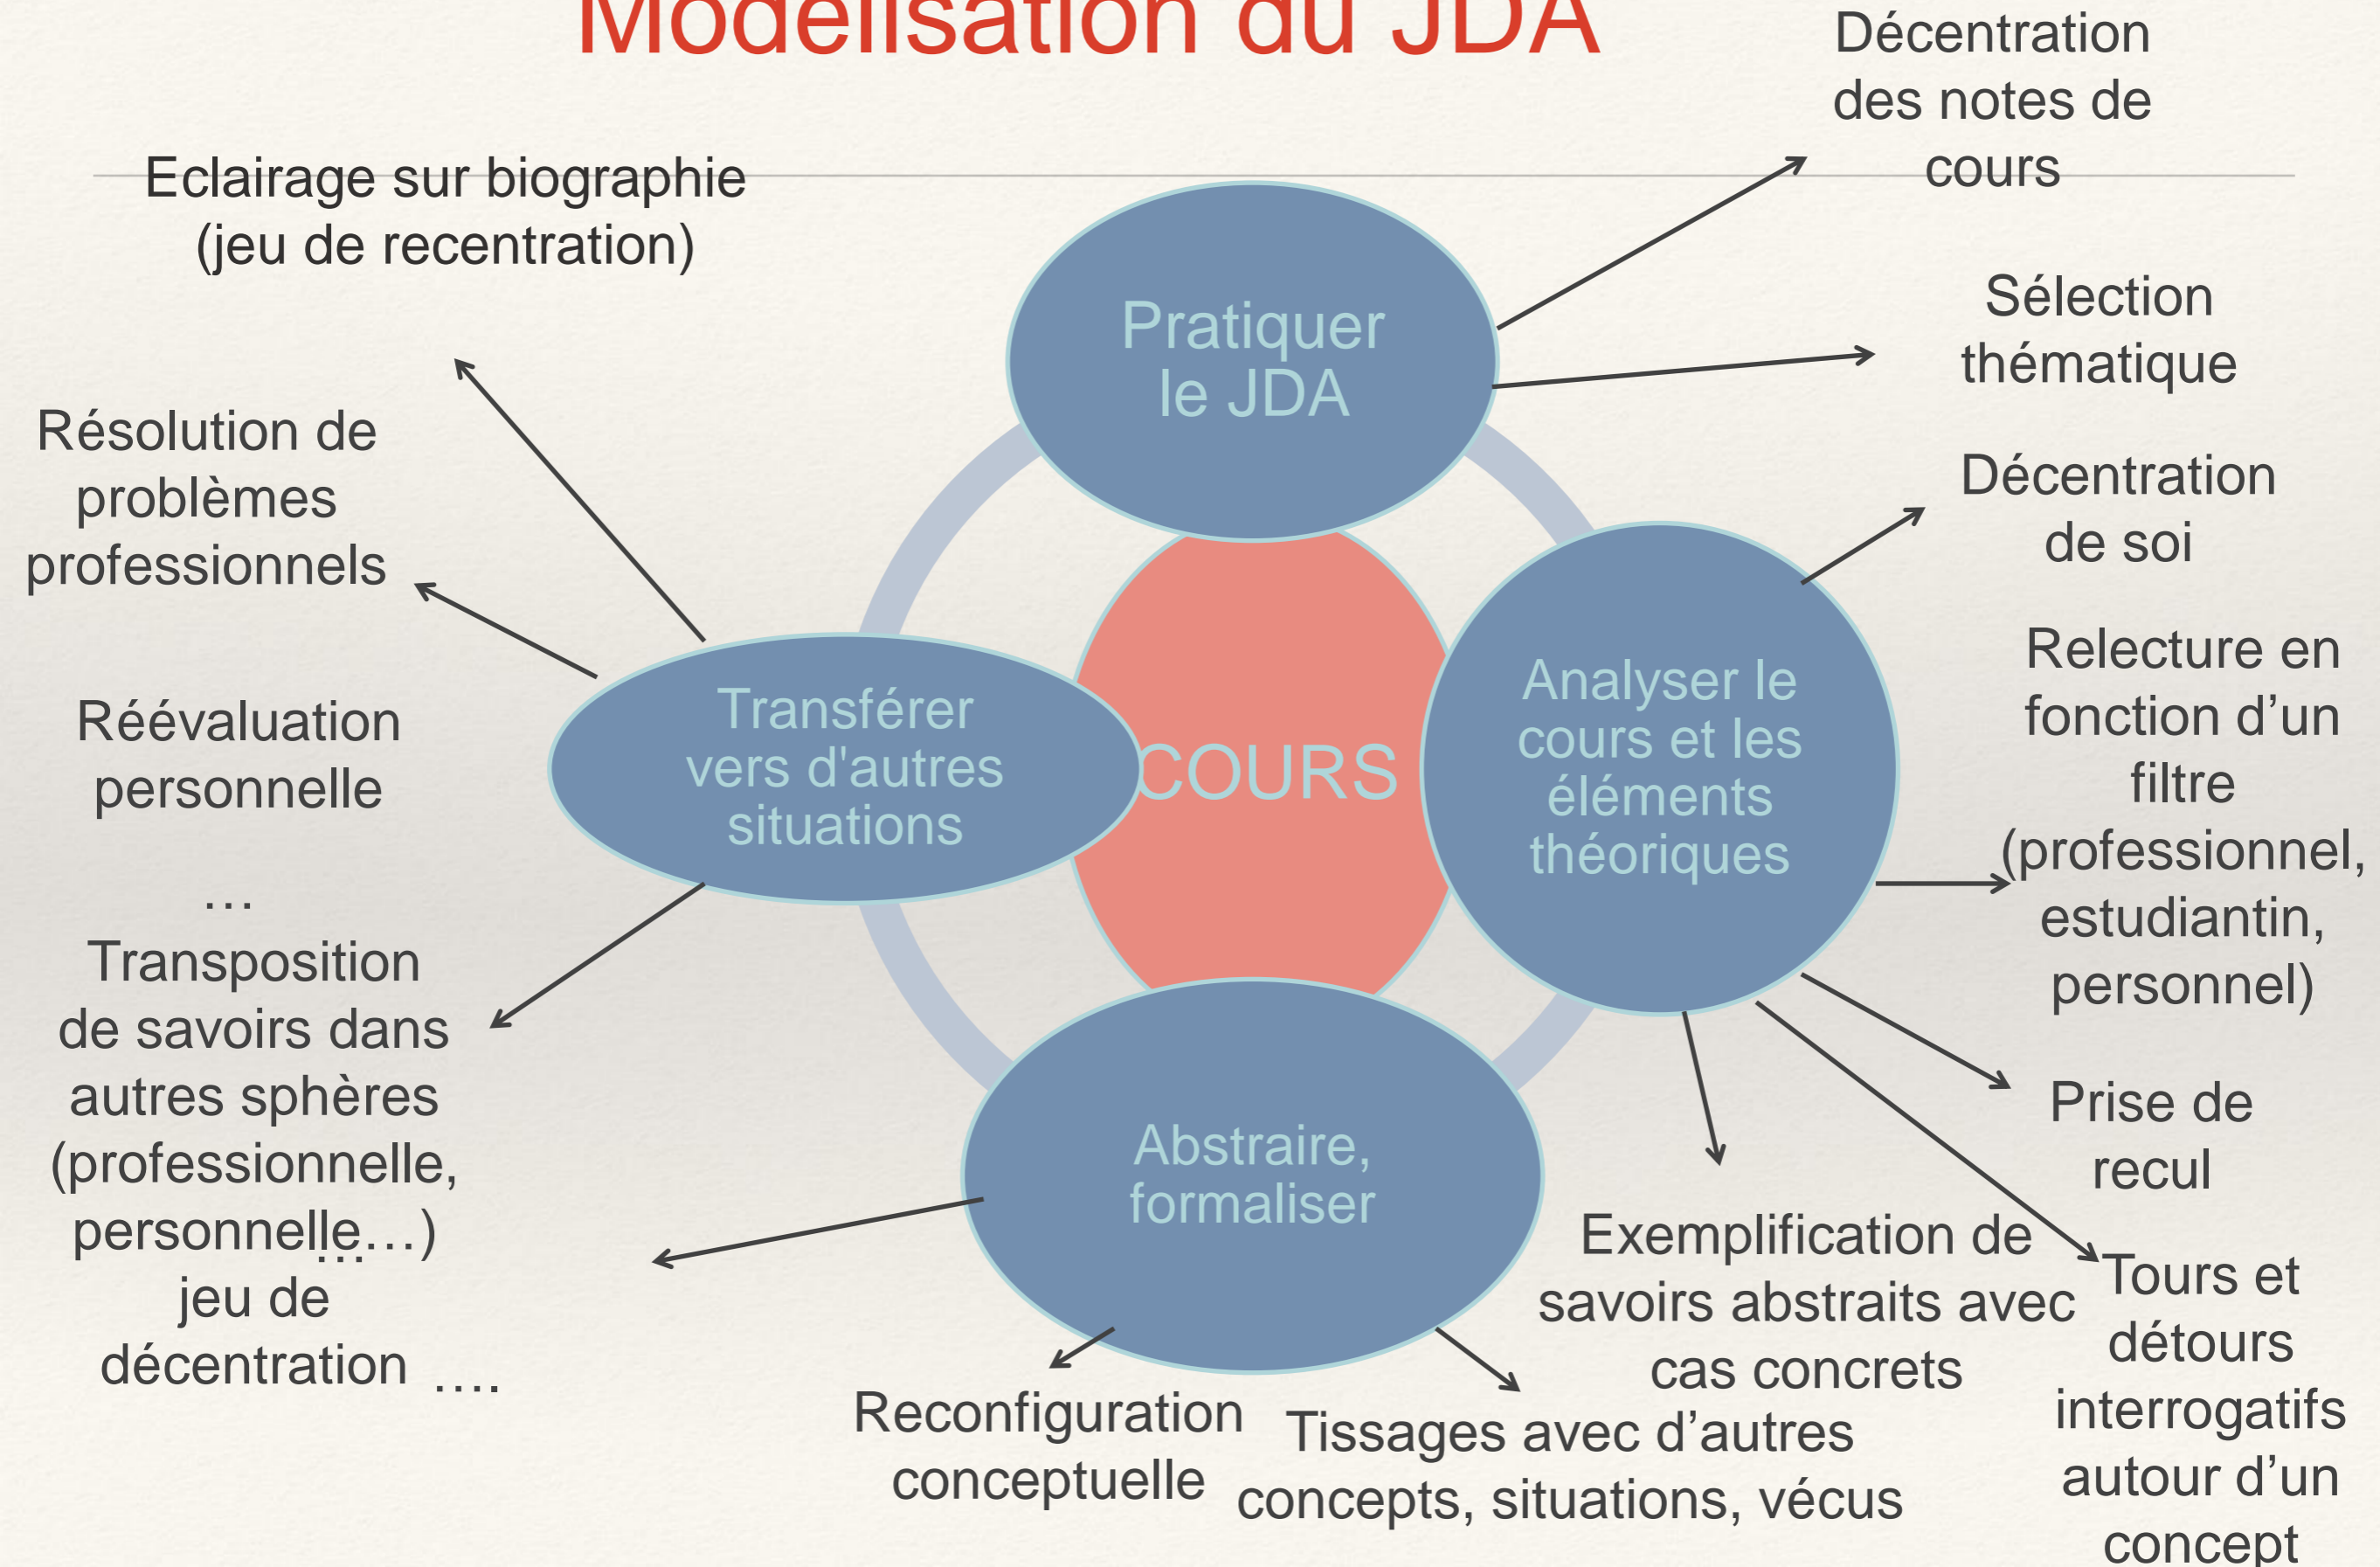 Modélisation du JDA
Décentration
des notes de
cours
Eclairage sur biographie
(jeu de recentration)
Pratiquer
le JDA
Sélection
thématique
Résolution de
problèmes
professionnels
Décentration
de soi
Réévaluation
personnelle
…
Transférer
vers d'autres
situations
COURS
Analyser le
cours et les
éléments
théoriques
Relecture en
fonction d’un
filtre
(professionnel,
estudiantin,
personnel)
Transposition
de savoirs dans
autres sphères
(professionnelle,
personnelle…)
…
jeu de
décentration
….
Abstraire,
formaliser
Prise de
recul
Exemplification de
savoirs abstraits avec
cas concrets
Tours et
détours
interrogatifs
autour d’un
concept
Reconfiguration
conceptuelle
Tissages avec d’autres
concepts, situations, vécus